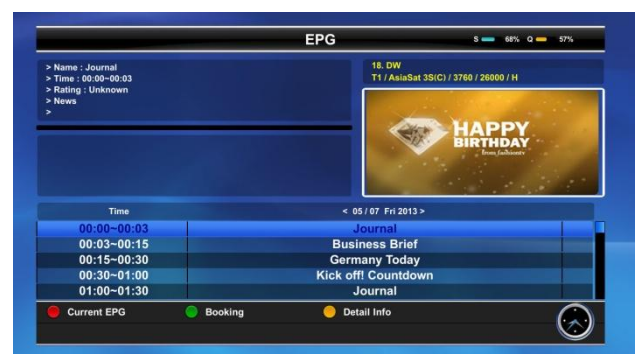 EPG
S 68% Q 57%
> Name : Journal
> Time : 00:00~00:03
> Rating : Unknown
> News
>
18. DW
T1 / AsiaSat 3S(C) / 3760 / 26000 / H
HAPPY
BIRTHDAY
from fashiontv
Time < 05 / 07 Fri 2013 >
00:00~00:03 Journal
00:03~00:15 Business Brief
00:15~00:30 Germany Today
00:30~01:00 Kick off! Countdown
01:00~01:30 Journal
Current EPG Booking Detail Info